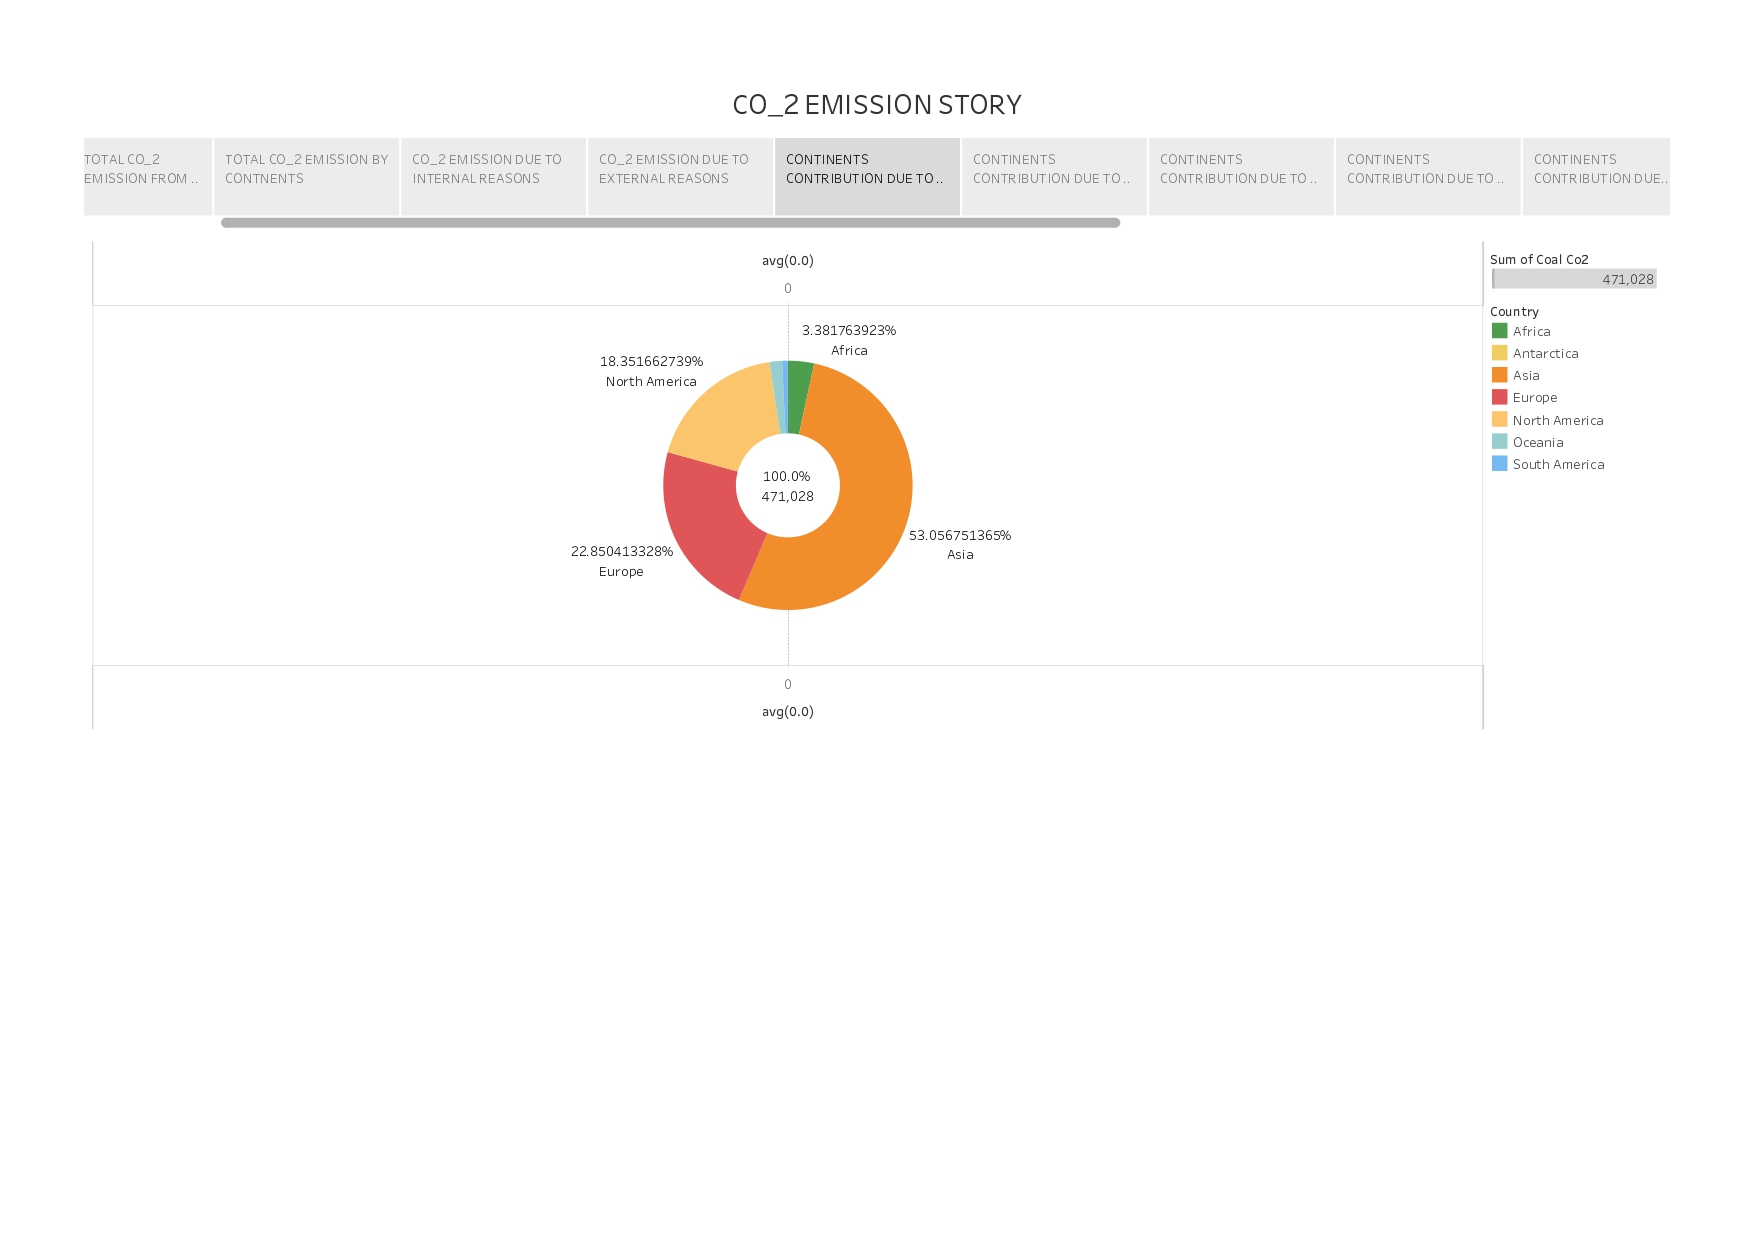 CO_2 EMISSION STORY
TOTAL CO_2
EMISSION FROM ..
TOTAL CO_2 EMISSION BY
CONTNENTS
CO_2 EMISSION DUE TO
INTERNAL REASONS
CO_2 EMISSION DUE TO
EXTERNAL REASONS
CONTINENTS
CONTRIBUTION DUE TO ..
CONTINENTS
CONTRIBUTION DUE TO ..
CONTINENTS
CONTRIBUTION DUE TO ..
CONTINENTS
CONTRIBUTION DUE TO ..
CONTINENTS
CONTRIBUTION DUE..
avg(0.0)
0
3.381763923%
Africa
18.351662739%
North America
100.0%
471,028
53.056751365%
Asia
22.850413328%
Europe
0
avg(0.0)
Sum of Coal Co2
471,028
Country
Africa
Antarctica
Asia
Europe
North America
Oceania
South America